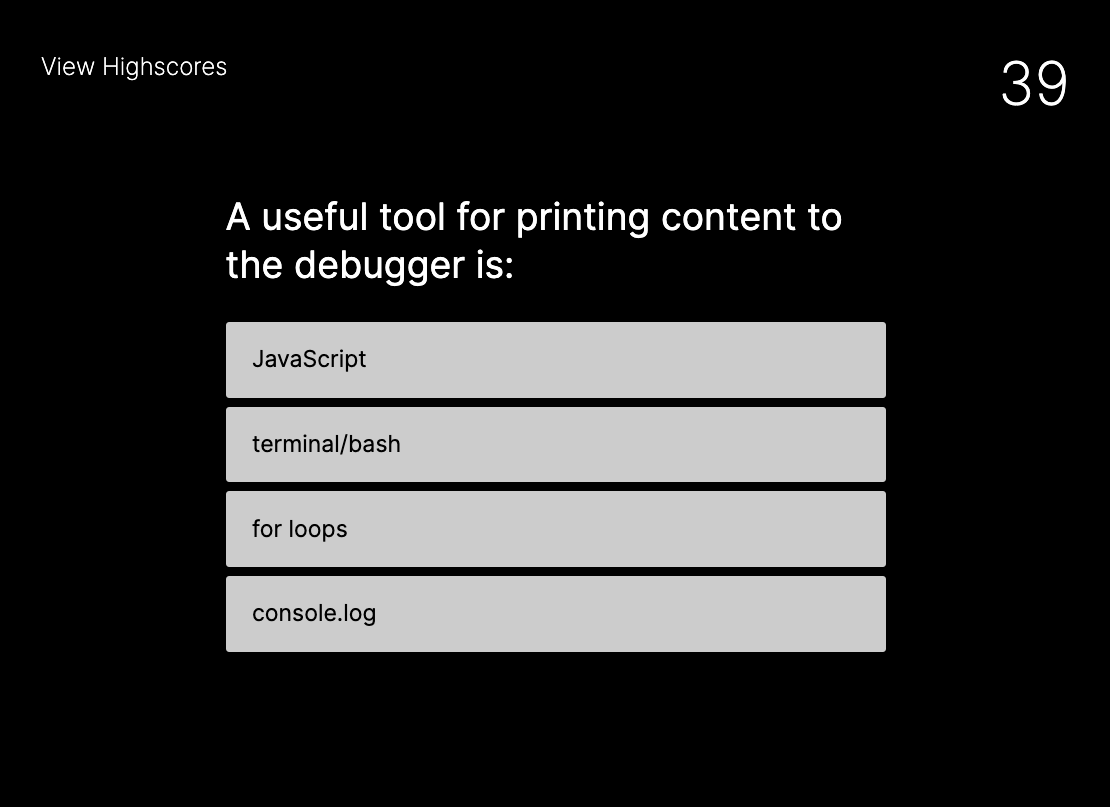 View Highscores
39
A useful tool for printing content to
the debugger is:
JavaScript
terminal/bash
for loops
console.log